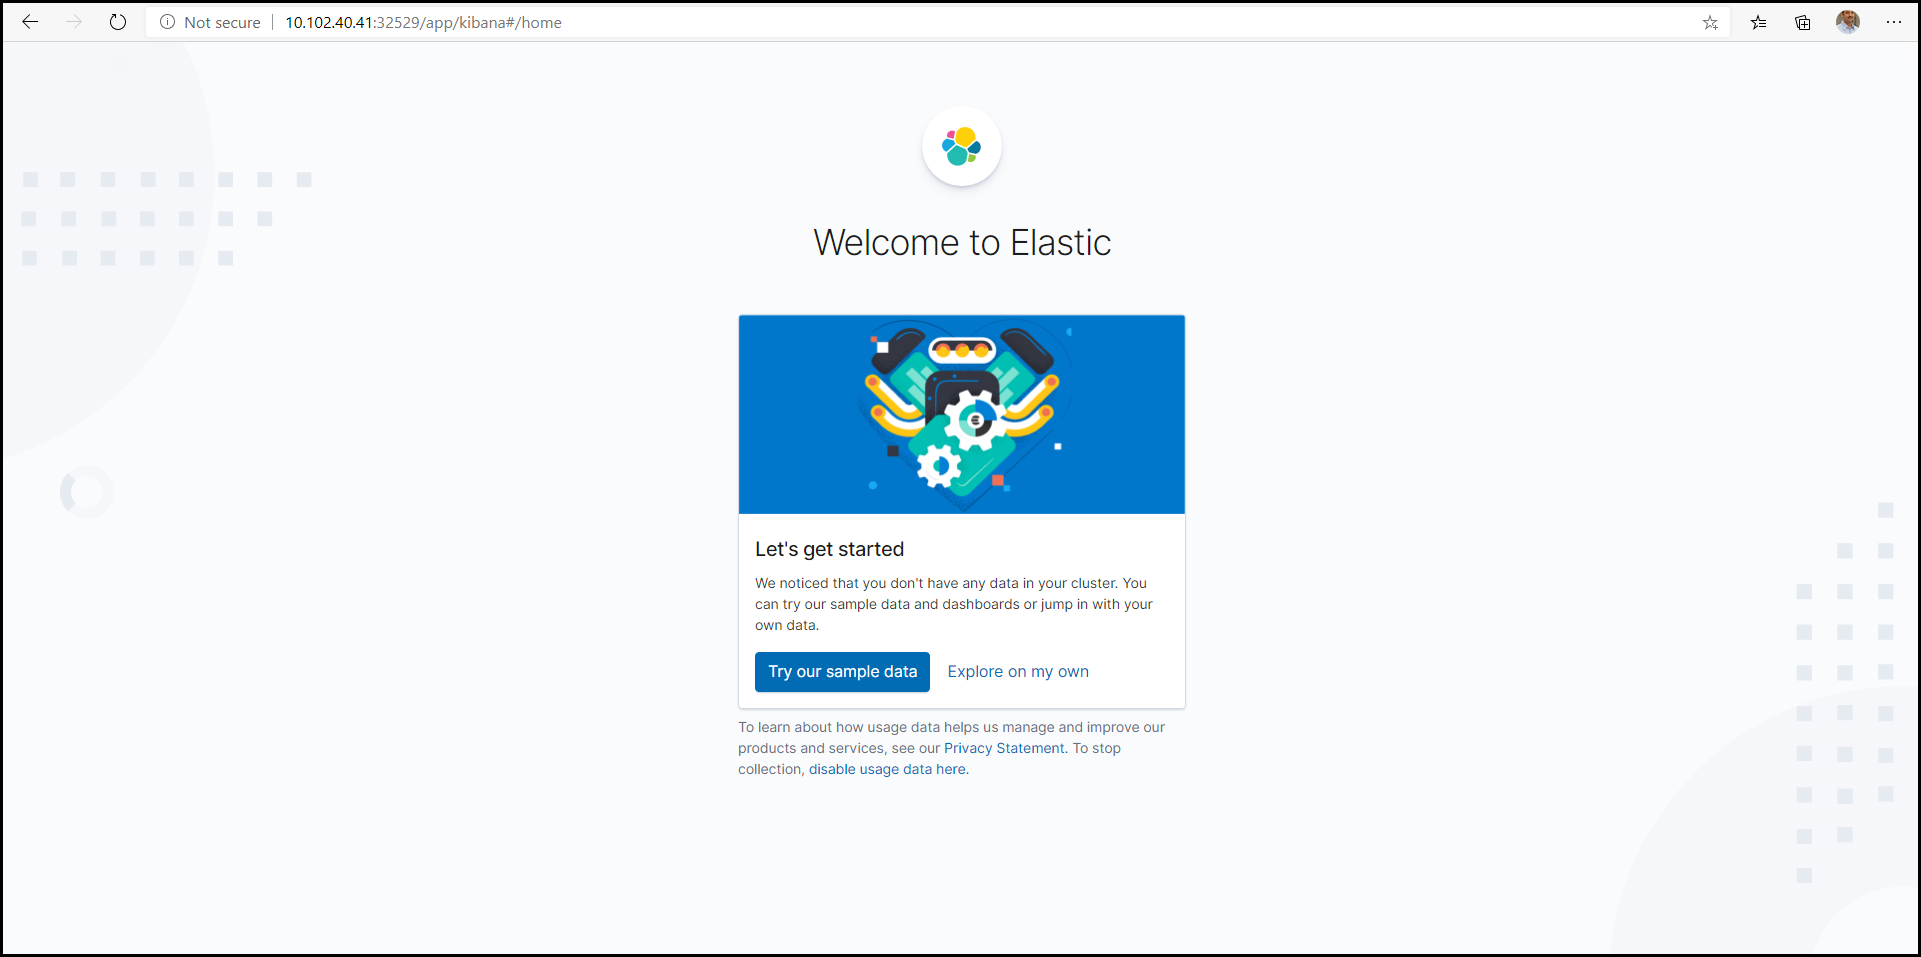 Not secure 10.102.40.41:32529/app/kibana#/home
Welcome to Elastic
Let's get started
We noticed that you don't have any data in your cluster. You
can try our sample data and dashboards or jump in with your
own data.
Try our sample data Explore on my own
To learn about how usage data helps us manage and improve our
products and services, see our Privacy Statement. To stop
collection, disable usage data here.